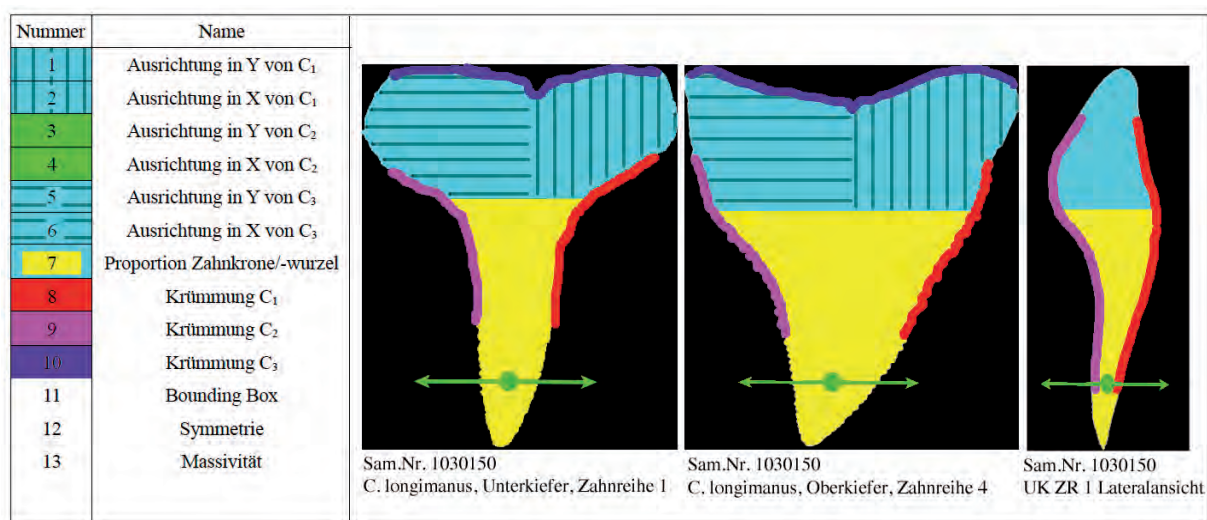 Nummer Name
1 Ausrichtung in Y von C₁
2 Ausrichtung in X von C₁
3 Ausrichtung in Y von C₂
4 Ausrichtung in X von C₂
5 Ausrichtung in Y von C₃
6 Ausrichtung in X von C₃
7 Proportion Zahnkrone/-wurzel
8 Krümmung C₁
9 Krümmung C₂
10 Krümmung C₃
11 Bounding Box
12 Symmetrie
13 Massivität
Sam.Nr. 1030150
C. longimanus, Unterkiefer, Zahnreihe 1
Sam.Nr. 1030150
C. longimanus, Oberkiefer, Zahnreihe 4
Sam.Nr. 1030150
UK ZR 1 Lateralansicht